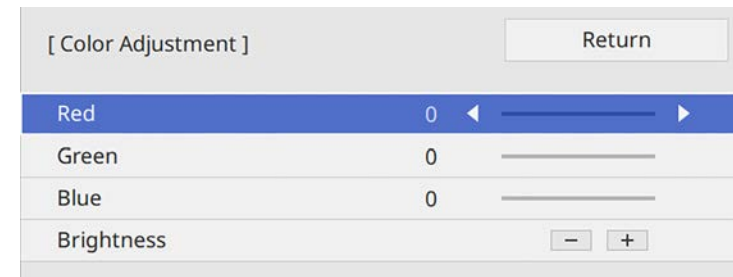 [ Color Adjustment ] Return
Red 0
Green 0
Blue 0
Brightness - +